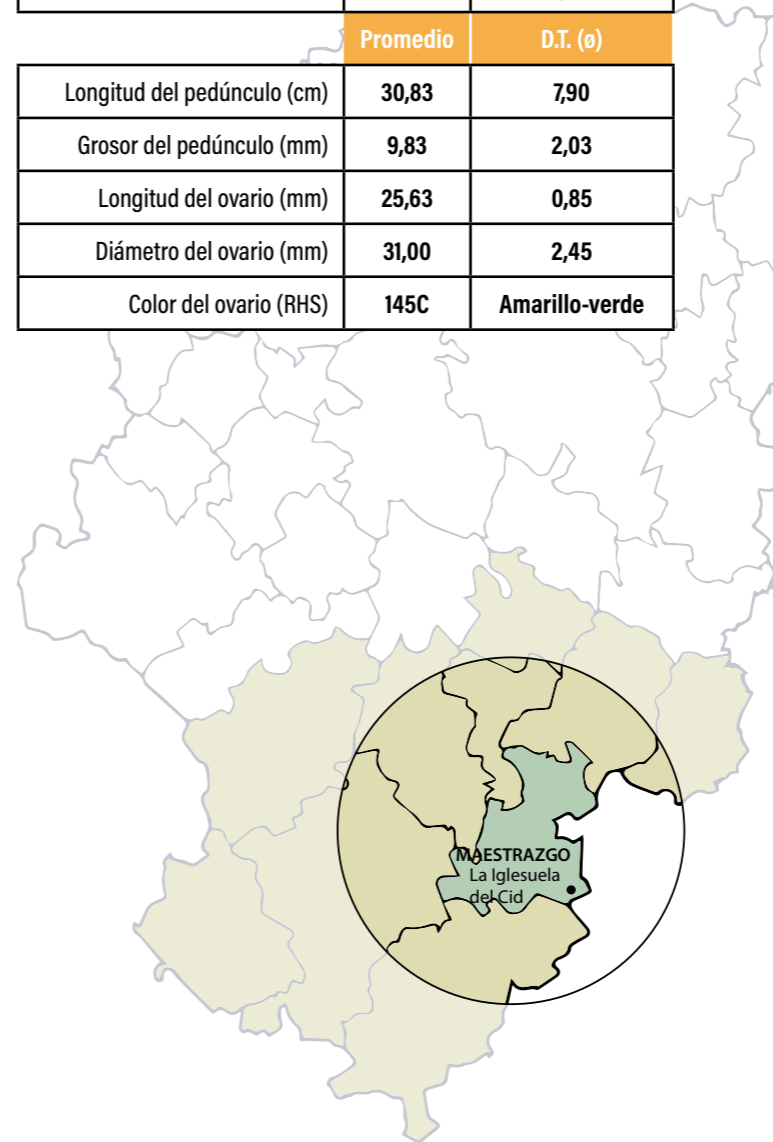 Promedio D.T. (ø)
Longitud del pedúnculo (cm) 30,83 7,90
Grosor del pedúnculo (mm) 9,83 2,03
Longitud del ovario (mm) 25,63 0,85
Diámetro del ovario (mm) 31,00 2,45
Color del ovario (RHS) 145C Amarillo-verde
MAESTRAZGO
La Iglesuela
del Cid